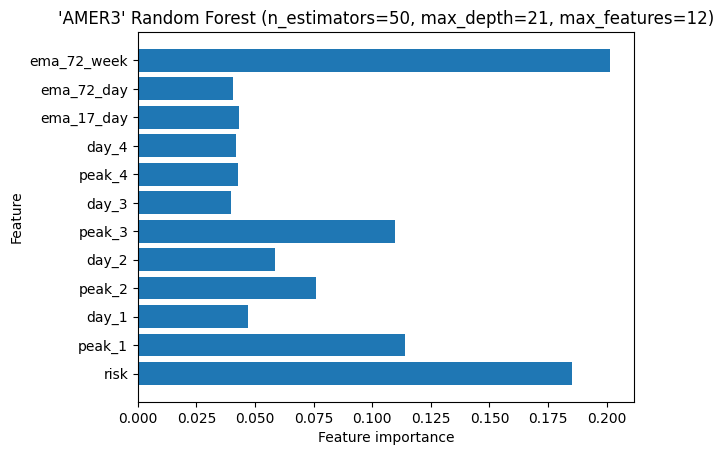 'AMER3' Random Forest (n_estimators=50, max_depth=21, max_features=12)
ema_72_week
ema_72_day
ema_17_day
day_4
peak_4
day_3
peak_3
day_2
peak_2
day_1
peak_1
risk
Feature
0.000 0.025 0.050 0.075 0.100 0.125 0.150 0.175 0.200
Feature importance